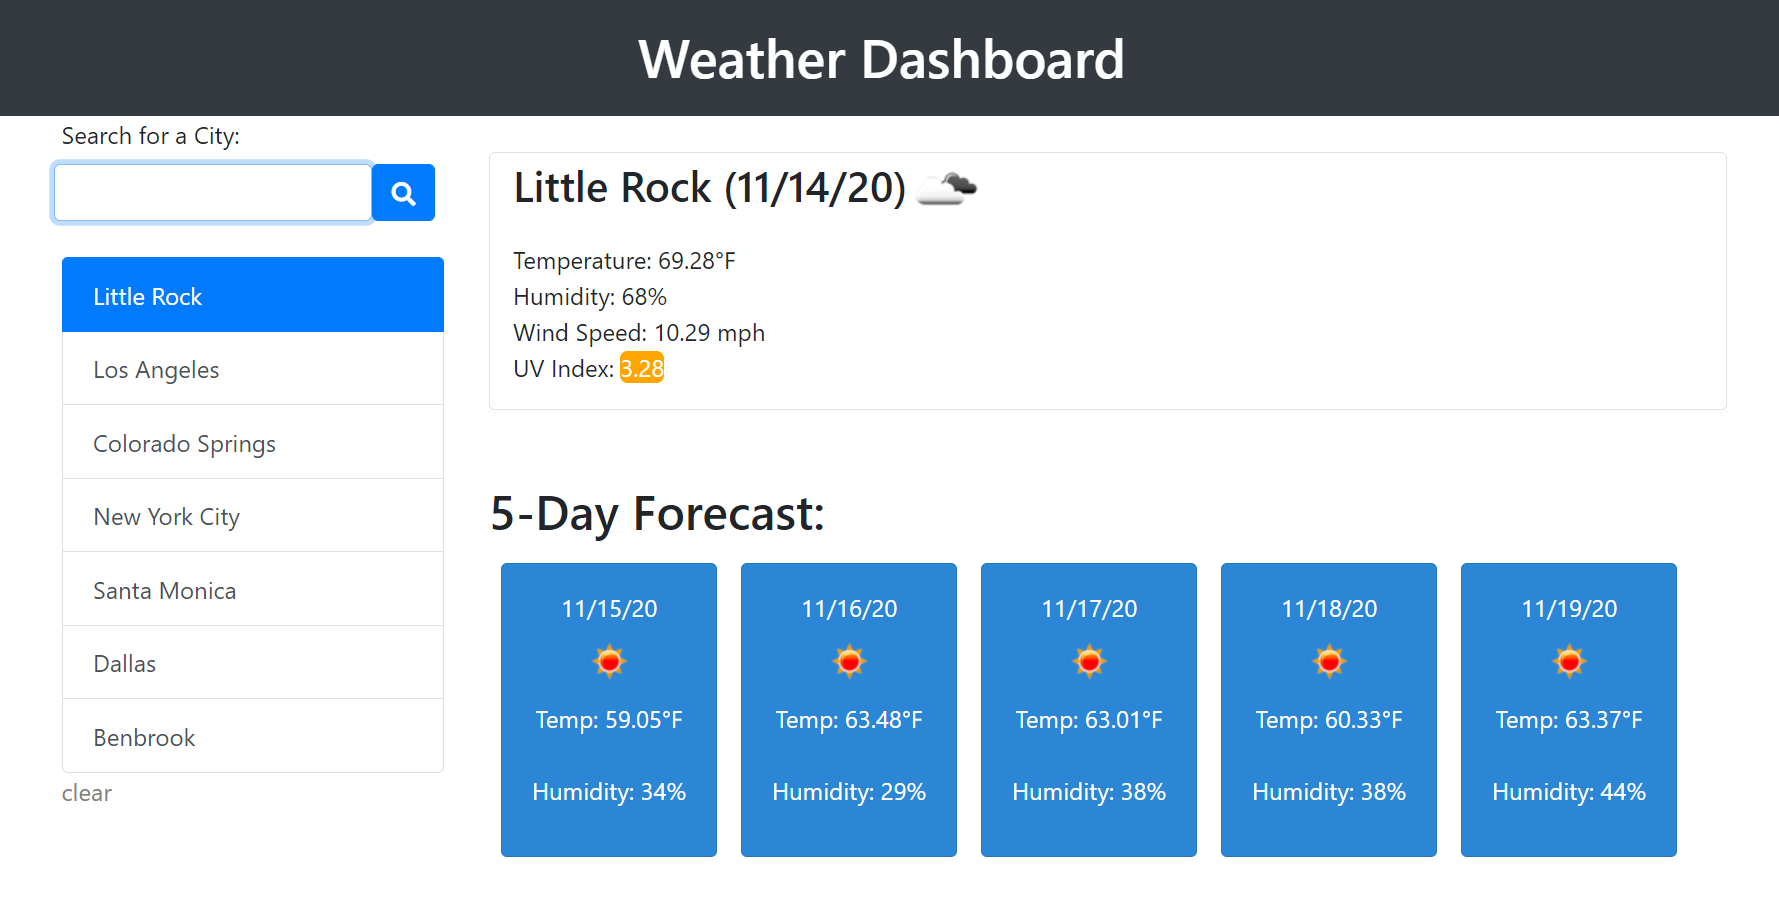 Weather Dashboard
Search for a City:
Little Rock
Los Angeles
Colorado Springs
New York City
Santa Monica
Dallas
Benbrook
clear
Little Rock (11/14/20)
Temperature: 69.28°F
Humidity: 68%
Wind Speed: 10.29 mph
UV Index: 3.28
5-Day Forecast:
11/15/20
Temp: 59.05°F
Humidity: 34%
11/16/20
Temp: 63.48°F
Humidity: 29%
11/17/20
Temp: 63.01°F
Humidity: 38%
11/18/20
Temp: 60.33°F
Humidity: 38%
11/19/20
Temp: 63.37°F
Humidity: 44%